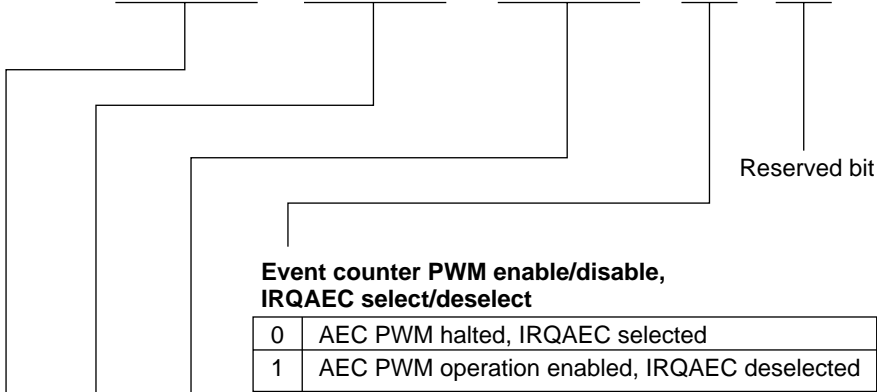 Reserved bit
Event counter PWM enable/disable,
IRQAEC select/deselect
0 AEC PWM halted, IRQAEC selected
1 AEC PWM operation enabled, IRQAEC deselected